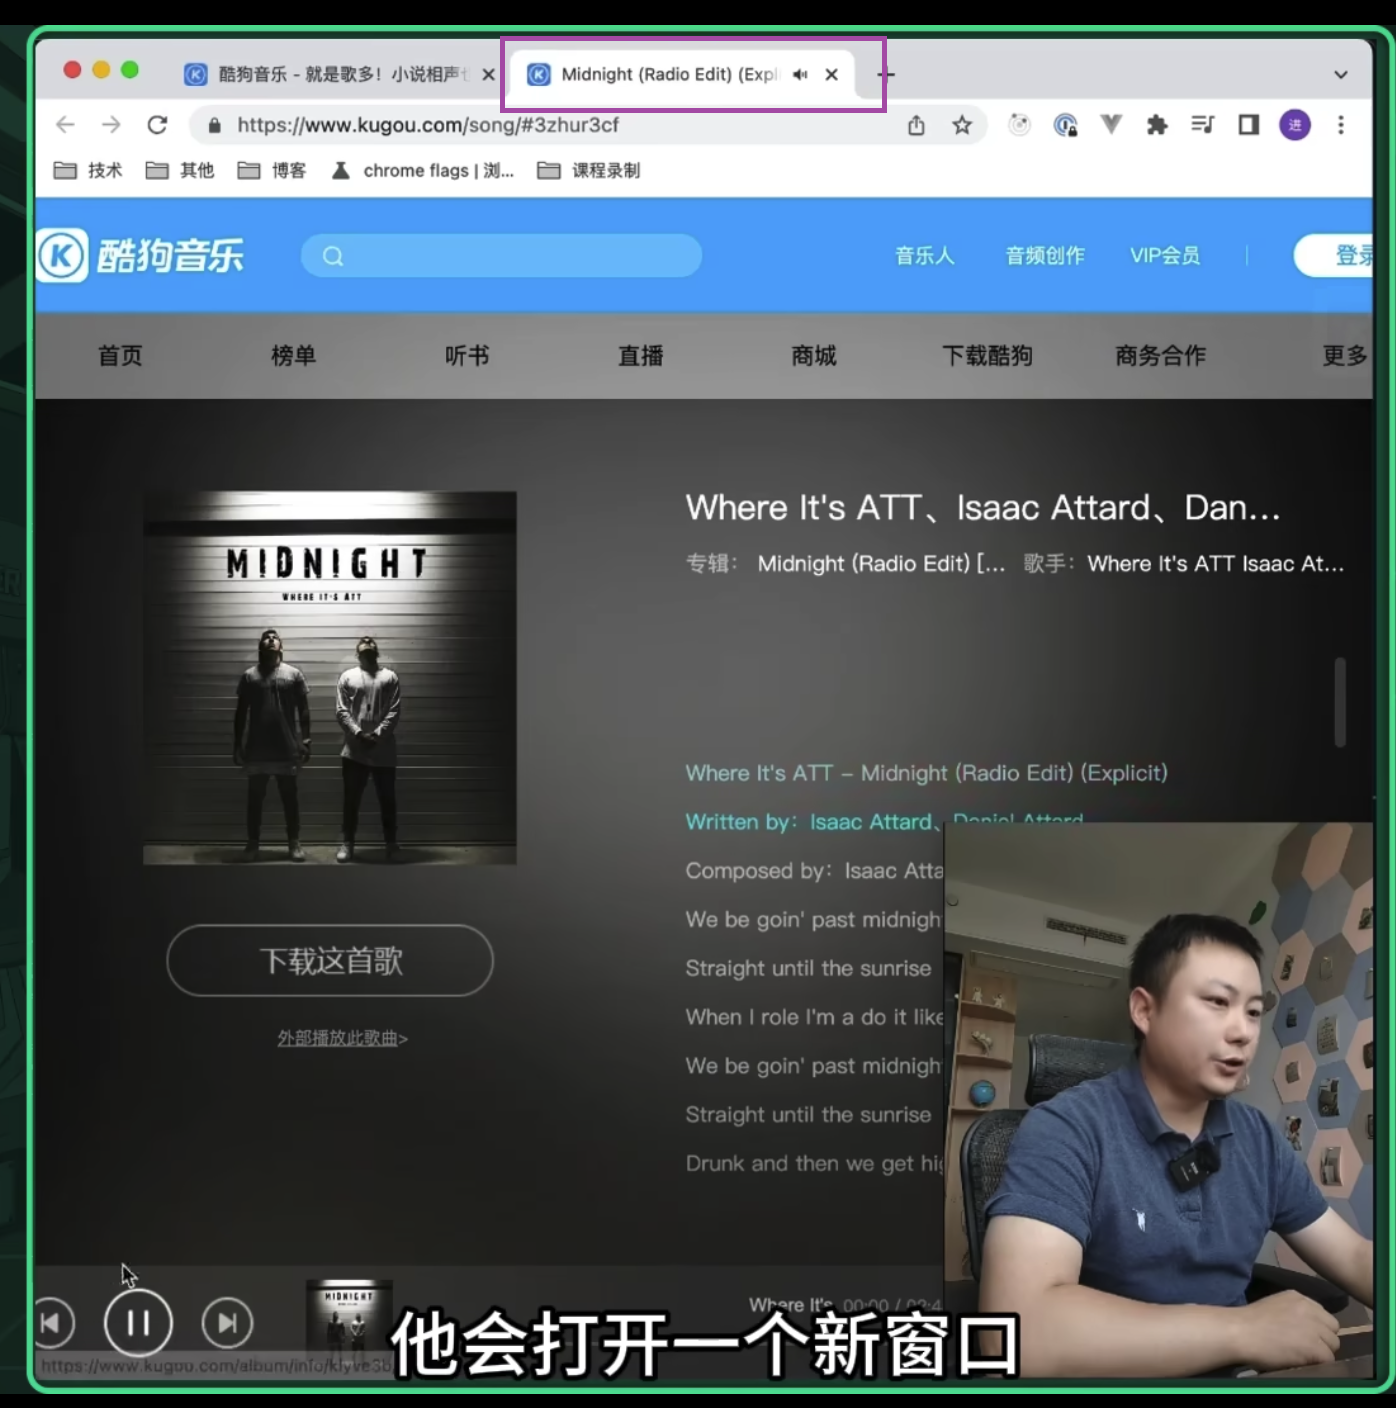 酷狗音乐 - 就是歌多！小说相声
Midnight (Radio Edit) (Expl
https://www.kugou.com/song/#3zhur3cf
进
技术
其他
博客
chrome flags | 浏...
课程录制
K
酷狗音乐
音乐人
音频创作
VIP会员
登录
首页
榜单
听书
直播
商城
下载酷狗
商务合作
更多
MIDNIGHT
WHERE IT'S ATT
下载这首歌
外部播放此歌曲>
Where It's ATT、Isaac Attard、Dan...
专辑： Midnight (Radio Edit) [... 歌手：Where It's ATT Isaac At...
Where It's ATT – Midnight (Radio Edit) (Explicit)
Written by：Isaac Attard、Daniel Attard
Composed by：Isaac Atta
We be goin' past midnigh
Straight until the sunrise
When I role I'm a do it like
We be goin' past midnigh
Straight until the sunrise
Drunk and then we get hig
MIDNIGHT
Where It's 00:00 /
https://www.kugou.com/album/info/
他会打开一个新窗口